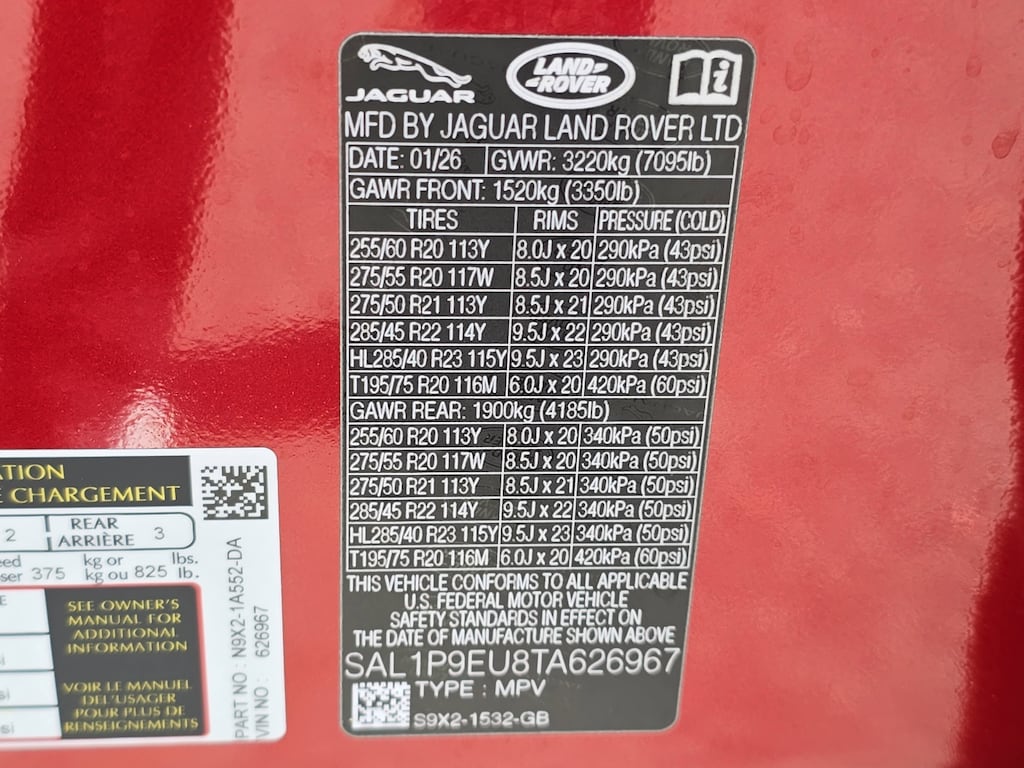 JAGUAR
LAND-
-ROVER
MFD BY JAGUAR LAND ROVER LTD
DATE: 01/26 GVWR: 3220kg (7095lb)
GAWR FRONT: 1520kg (3350lb)
TIRES RIMS PRESSURE (COLD)
255/60 R20 113Y 8.0J x 20 290kPa (43psi)
275/55 R20 117W 8.5J x 20 290kPa (43psi)
275/50 R21 113Y 8.5J x 21 290kPa (43psi)
285/45 R22 114Y 9.5J x 22 290kPa (43psi)
HL285/40 R23 115Y 9.5J x 23 290kPa (43psi)
T195/75 R20 116M 6.0J x 20 420kPa (60psi)
GAWR REAR: 1900kg (4185lb)
255/60 R20 113Y 8.0J x 20 340kPa (50psi)
275/55 R20 117W 8.5J x 20 340kPa (50psi)
275/50 R21 113Y 8.5J x 21 340kPa (50psi)
285/45 R22 114Y 9.5J x 22 340kPa (50psi)
HL285/40 R23 115Y 9.5J x 23 340kPa (50psi)
T195/75 R20 116M 6.0J x 20 420kPa (60psi)
THIS VEHICLE CONFORMS TO ALL APPLICABLE
U.S. FEDERAL MOTOR VEHICLE
SAFETY STANDARDS IN EFFECT ON
THE DATE OF MANUFACTURE SHOWN ABOVE
SAL1P9EU8TA626967
TYPE : MPV
S9X2-1532-GB
ATION
E CHARGEMENT
2 REAR
ARRIÈRE 3
eed kg or lbs.
oser 375 kg ou 825 lb.
E
SEE OWNER'S
MANUAL FOR
ADDITIONAL
INFORMATION
VOIR LE MANUEL
DEL'USAGER
POUR PLUS DE
RENSEIGNEMENTS
si
si
PART NO : N9X2-1A552-DA
VIN NO : 626967